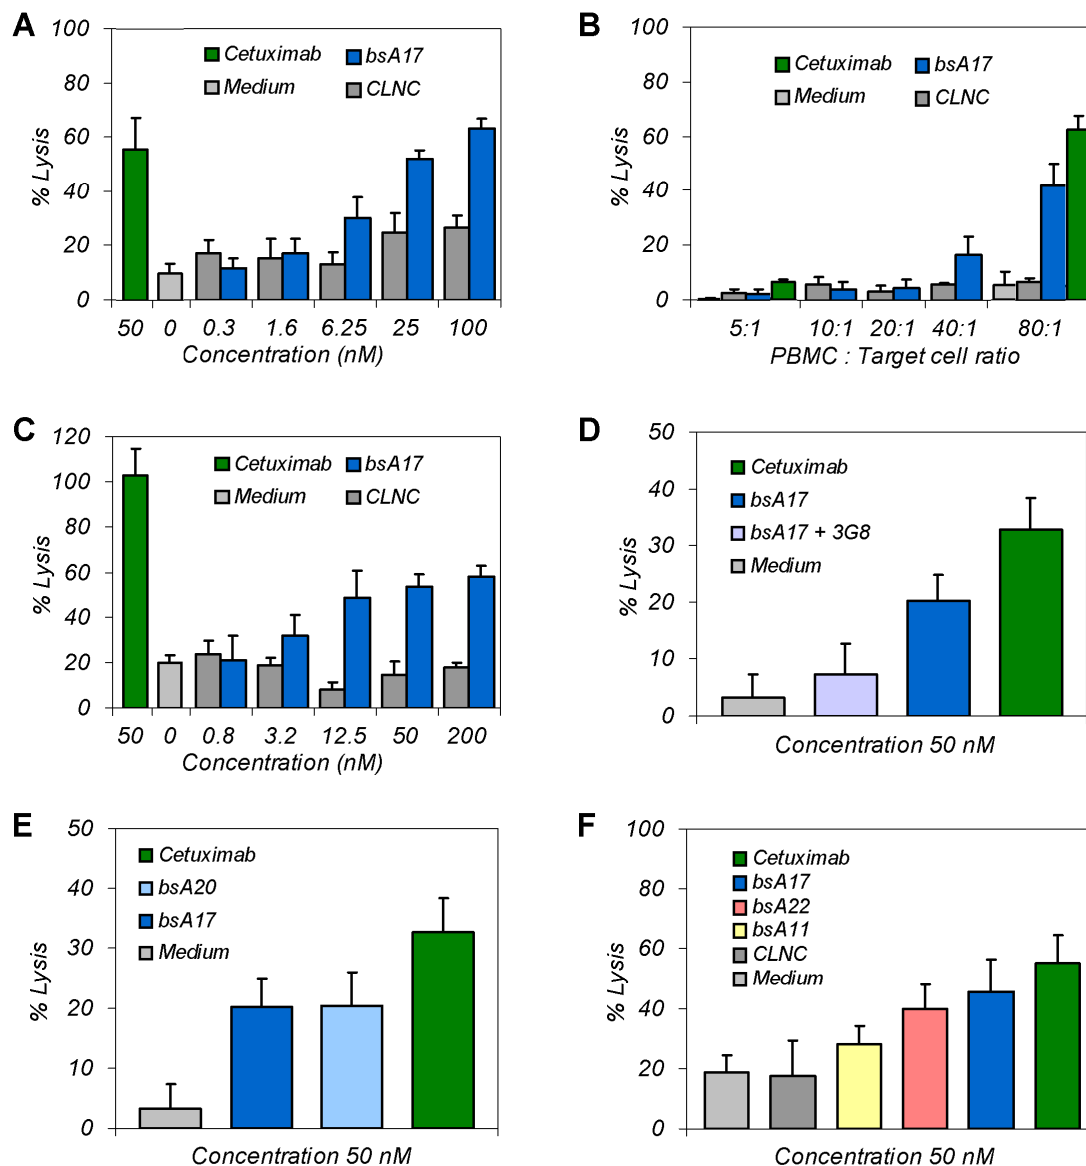 A
% Lysis
100
80
60
40
20
0
Cetuximab
bsA17
Medium
CLNC
50 0 0.3 1.6 6.25 25 100
Concentration (nM)
B
% Lysis
100
80
60
40
20
0
Cetuximab
bsA17
Medium
CLNC
5:1 10:1 20:1 40:1 80:1
PBMC : Target cell ratio
C
% Lysis
120
100
80
60
40
20
0
Cetuximab
bsA17
Medium
CLNC
50 0 0.8 3.2 12.5 50 200
Concentration (nM)
D
% Lysis
50
40
30
20
10
0
Cetuximab
bsA17
bsA17 + 3G8
Medium
Concentration 50 nM
E
% Lysis
50
40
30
20
10
0
Cetuximab
bsA20
bsA17
Medium
Concentration 50 nM
F
% Lysis
100
80
60
40
20
0
Cetuximab
bsA17
bsA22
bsA11
CLNC
Medium
Concentration 50 nM